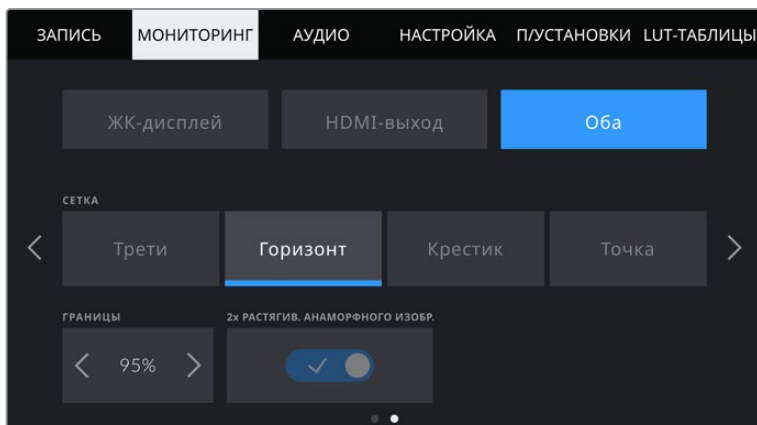 ЗАПИСЬ МОНИТОРИНГ АУДИО НАСТРОЙКА П/УСТАНОВКИ LUT-ТАБЛИЦЫ
ЖК-дисплей HDMI-выход Оба
СЕТКА
Трети Горизонт Крестик Точка
ГРАНИЦЫ 2x РАСТЯГИВ. АНАМОРФНОГО ИЗОБР.
95%